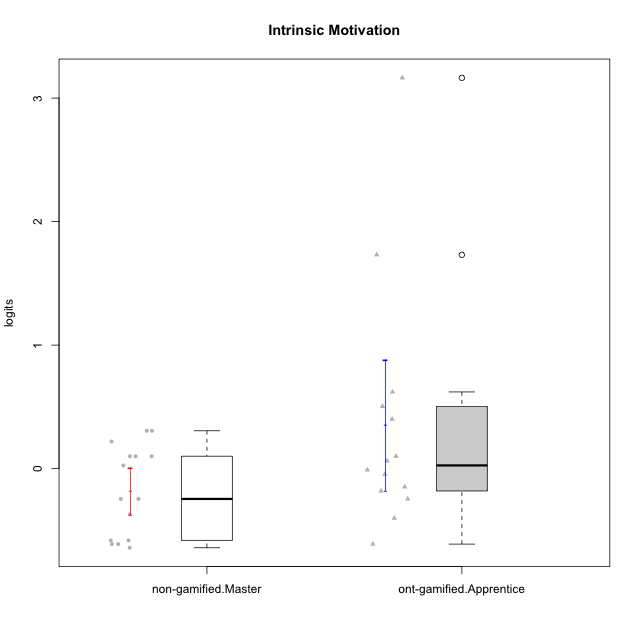 Intrinsic Motivation
3
2
1
0
logits
non-gamified.Master
ont-gamified.Apprentice